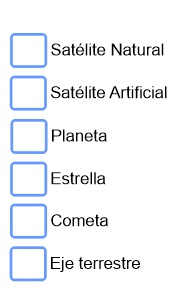 Satélite Natural
Satélite Artificial
Planeta
Estrella
Cometa
Eje terrestre